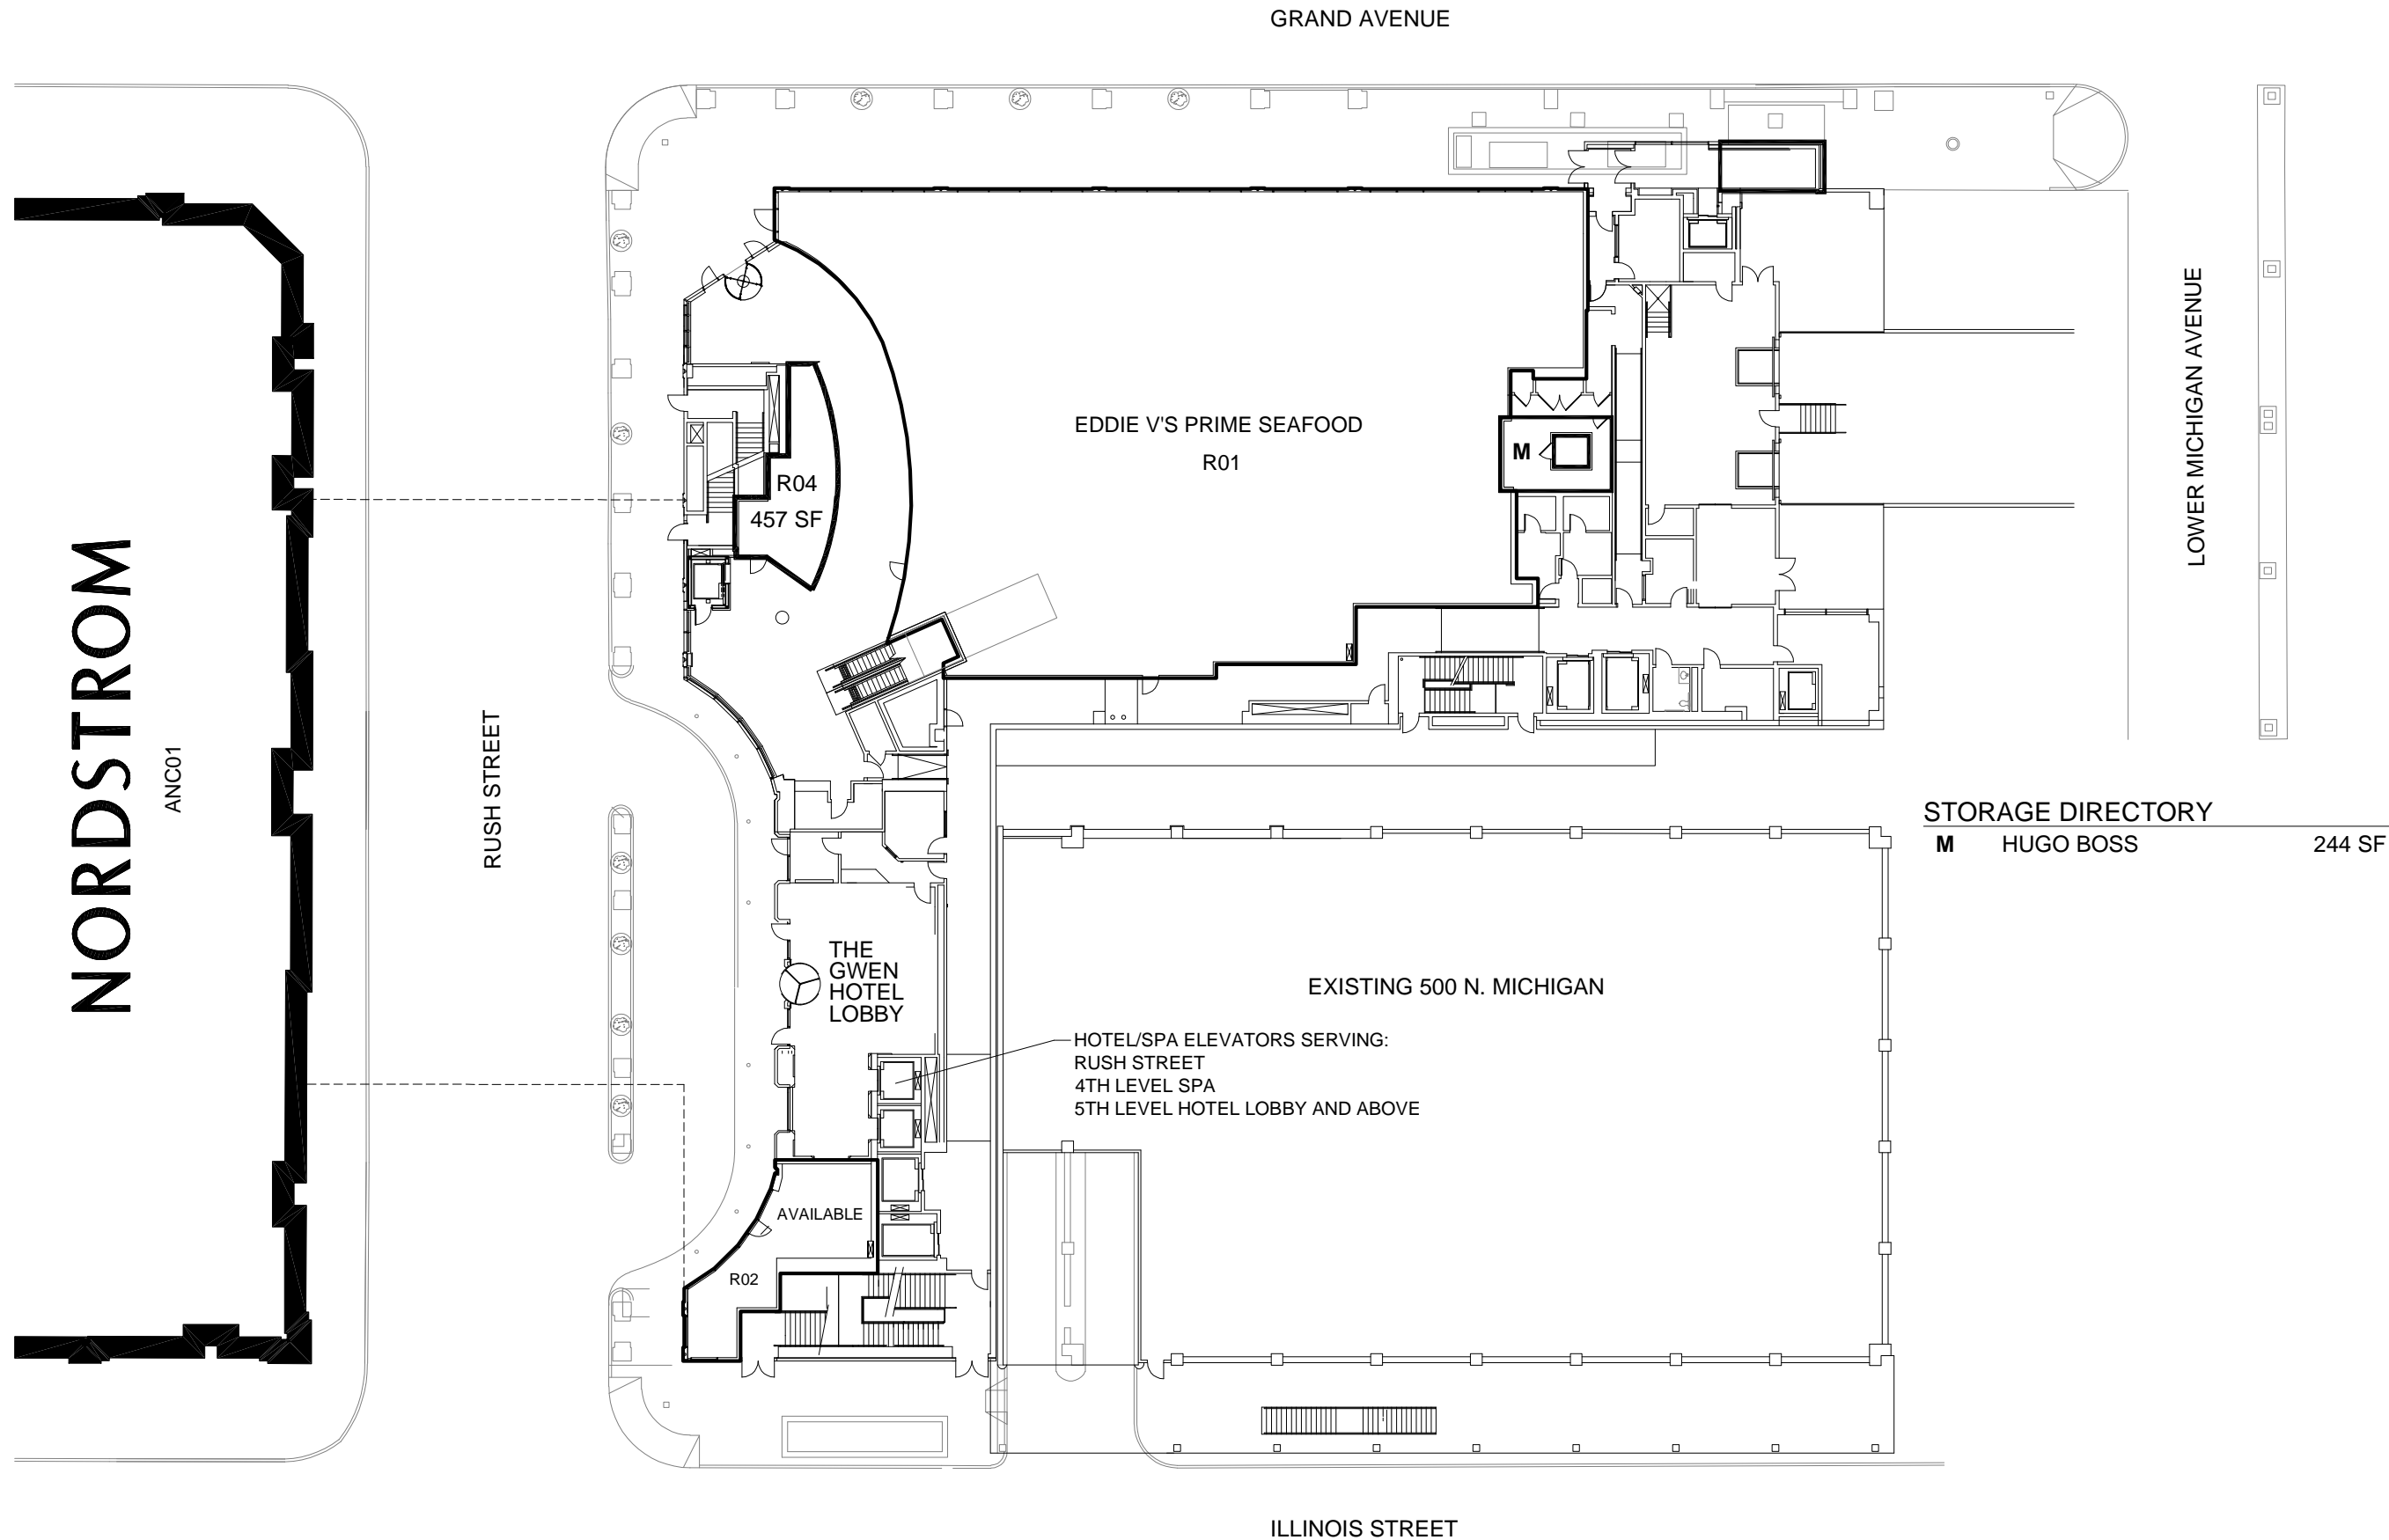 GRAND AVENUE
NORDSTROM
ANC01
RUSH STREET
EDDIE V'S PRIME SEAFOOD
R01
M
R04
457 SF
LOWER MICHIGAN AVENUE
STORAGE DIRECTORY
M HUGO BOSS 244 SF
THE
GWEN
HOTEL
LOBBY
EXISTING 500 N. MICHIGAN
HOTEL/SPA ELEVATORS SERVING:
RUSH STREET
4TH LEVEL SPA
5TH LEVEL HOTEL LOBBY AND ABOVE
AVAILABLE
R02
ILLINOIS STREET